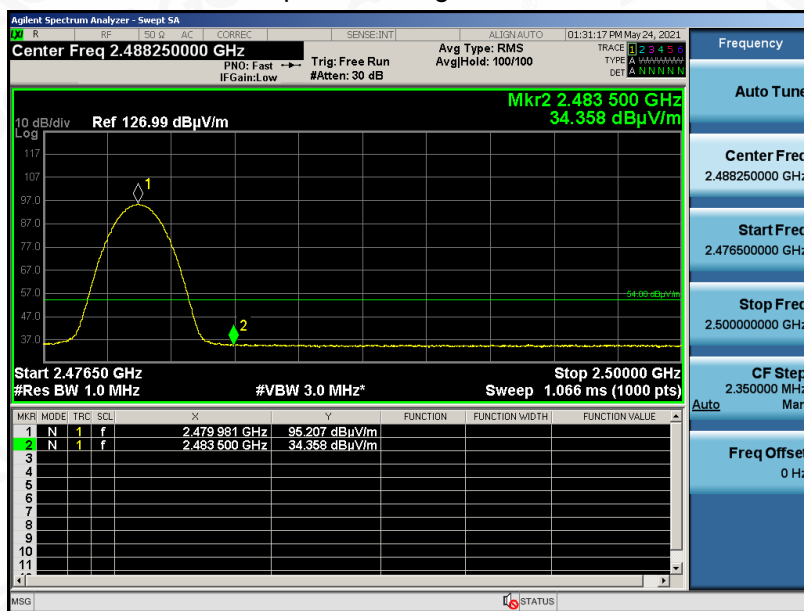 Agilent Spectrum Analyzer - Swept SA
LXI R RF 50 Ω AC CORREC SENSE:INT ALIGN AUTO 01:31:17 PM May 24, 2021
Center Freq 2.488250000 GHz
PNO: Fast
IFGain:Low
Trig: Free Run
#Atten: 30 dB
Avg Type: RMS
Avg|Hold: 100/100
TRACE 1 2 3 4 5 6
TYPE A WWWWW
DET A N N N N N
Mkr2 2.483 500 GHz
34.358 dBµV/m
10 dB/div Ref 126.99 dBµV/m
Log
117
107
97.0
87.0
77.0
67.0
57.0
47.0
37.0
1
2
54.00 dBµV/m
Start 2.47650 GHz Stop 2.50000 GHz
#Res BW 1.0 MHz #VBW 3.0 MHz* Sweep 1.066 ms (1000 pts)
MKR MODE TRC SCL X Y FUNCTION FUNCTION WIDTH FUNCTION VALUE
1 N 1 f 2.479 981 GHz 95.207 dBµV/m
2 N 1 f 2.483 500 GHz 34.358 dBµV/m
3
4
5
6
7
8
9
10
11
MSG STATUS
Frequency
Auto Tune
Center Freq
2.488250000 GHz
Start Freq
2.476500000 GHz
Stop Freq
2.500000000 GHz
CF Step
2.350000 MHz
Auto Man
Freq Offset
0 Hz